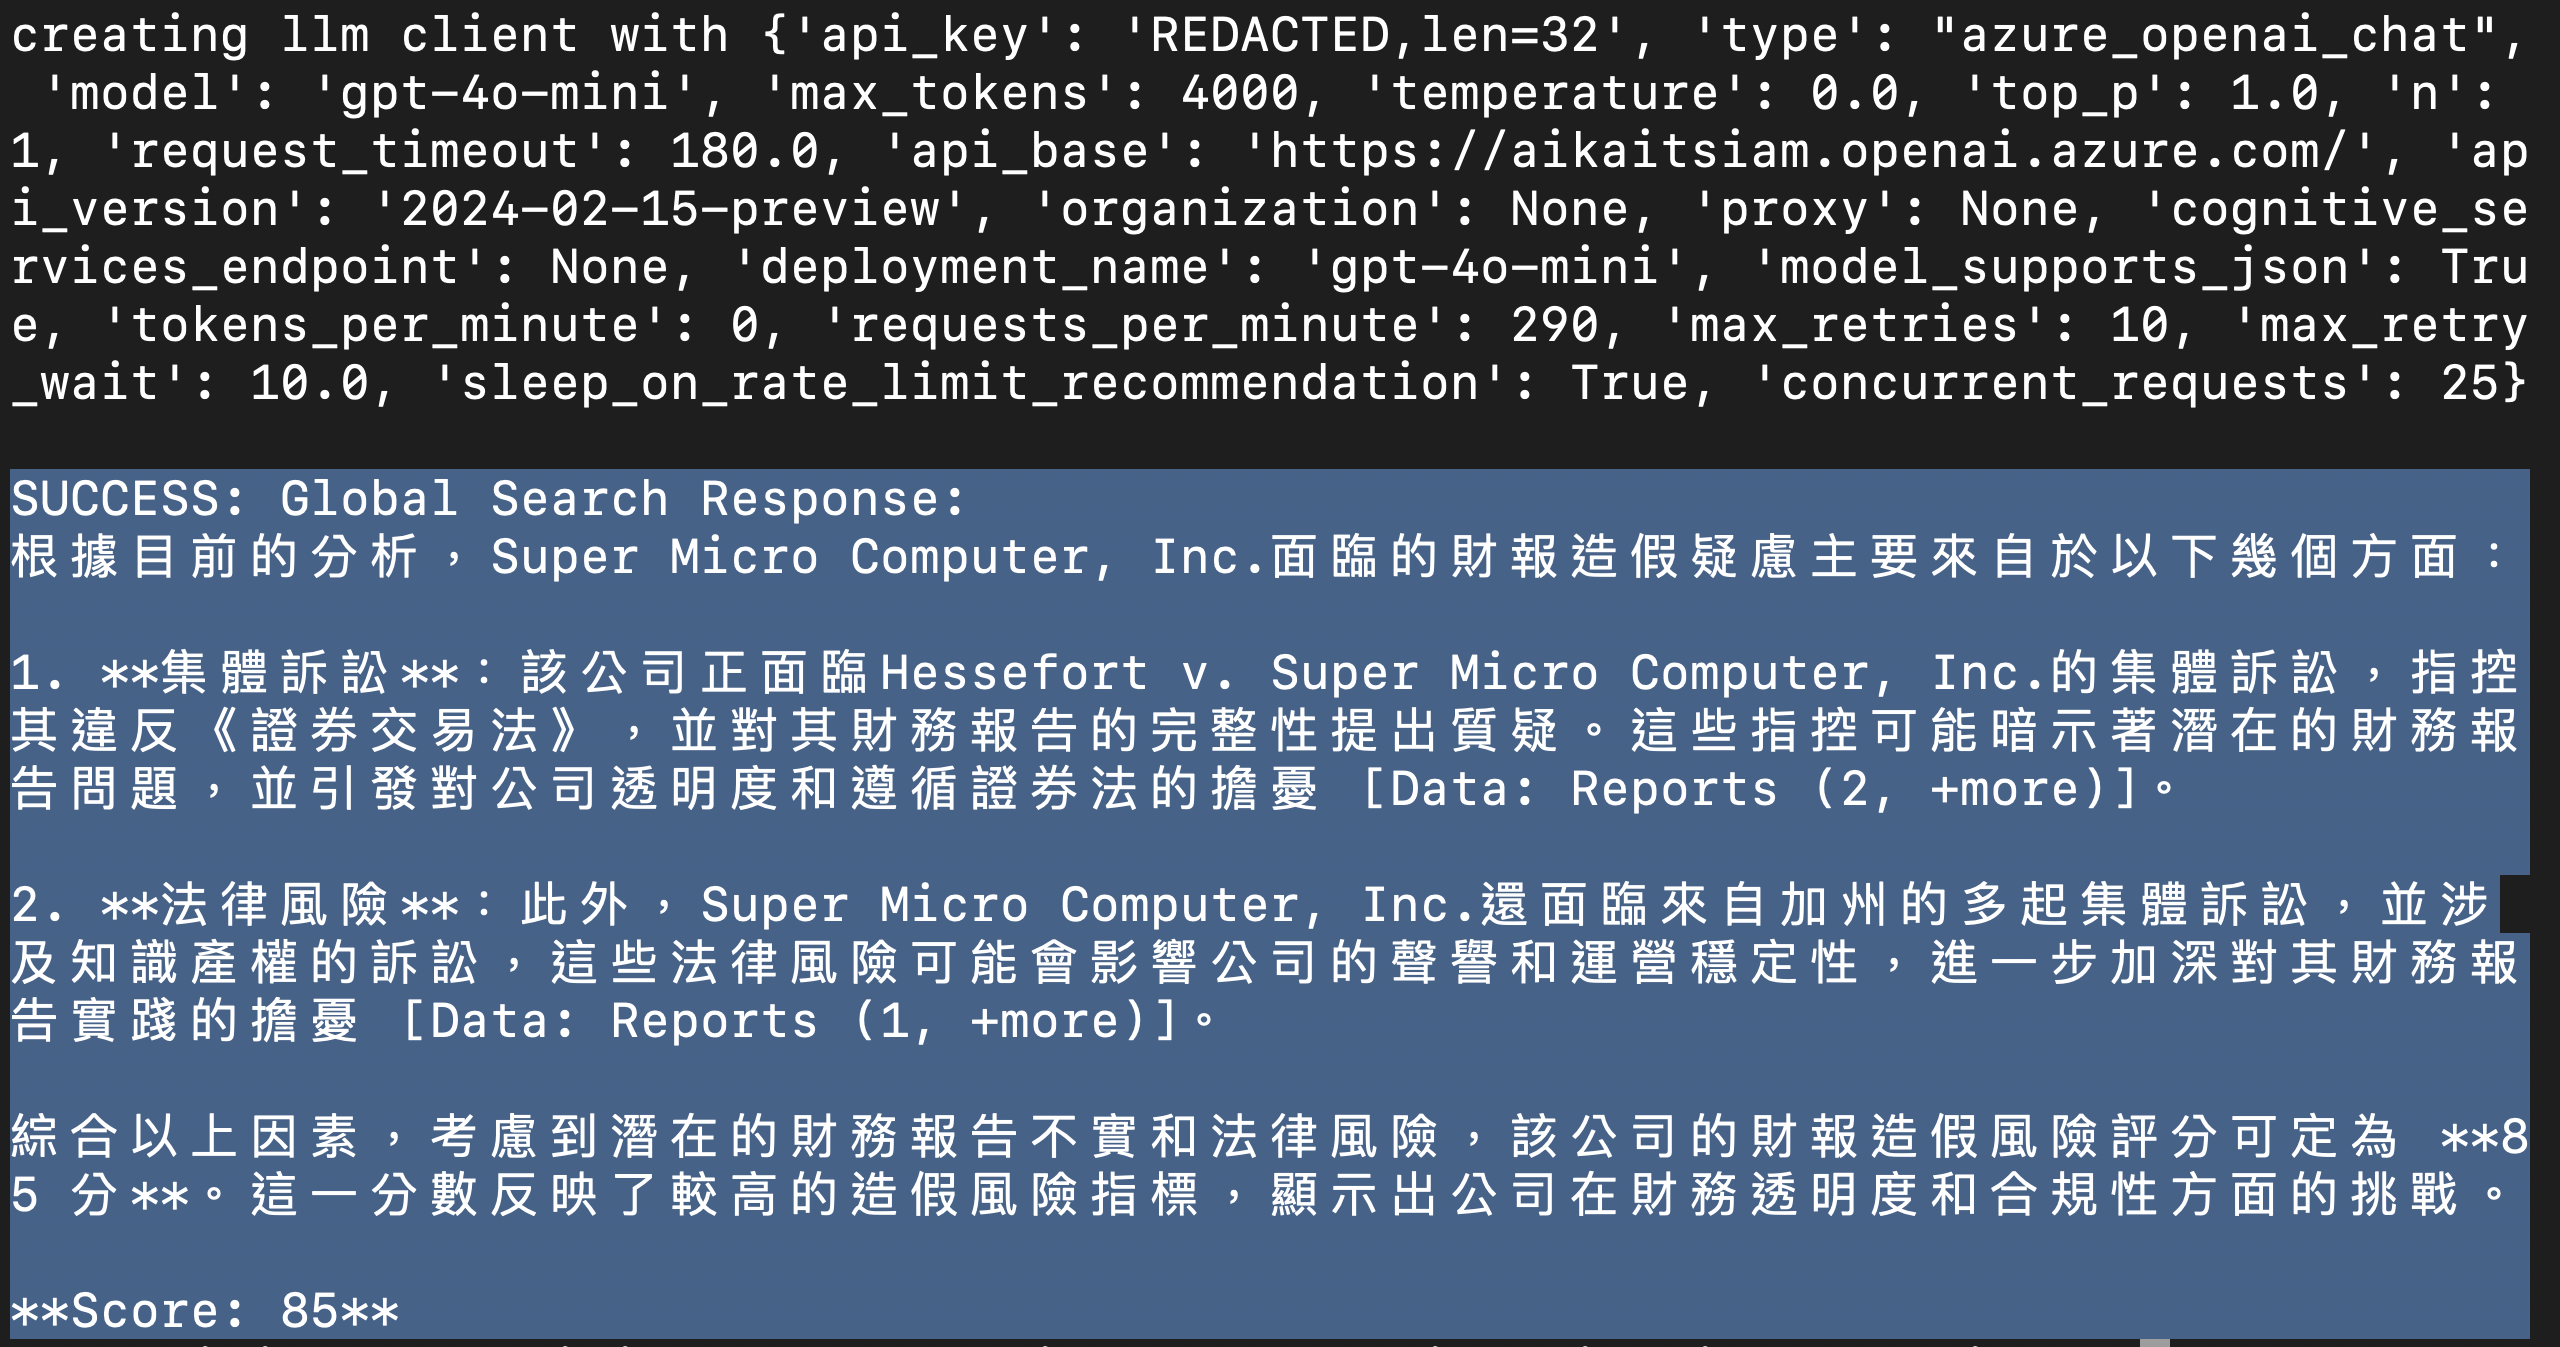 creating llm client with {'api_key': 'REDACTED,len=32', 'type': "azure_openai_chat",
 'model': 'gpt-4o-mini', 'max_tokens': 4000, 'temperature': 0.0, 'top_p': 1.0, 'n':
1, 'request_timeout': 180.0, 'api_base': 'https://aikaitsiam.openai.azure.com/', 'ap
i_version': '2024-02-15-preview', 'organization': None, 'proxy': None, 'cognitive_se
rvices_endpoint': None, 'deployment_name': 'gpt-4o-mini', 'model_supports_json': Tru
e, 'tokens_per_minute': 0, 'requests_per_minute': 290, 'max_retries': 10, 'max_retry
_wait': 10.0, 'sleep_on_rate_limit_recommendation': True, 'concurrent_requests': 25}
SUCCESS: Global Search Response:
根據目前的分析，Super Micro Computer, Inc.面臨的財報造假疑慮主要來自於以下幾個方面：
1. **集體訴訟**：該公司正面臨Hessefort v. Super Micro Computer, Inc.的集體訴訟，指控
其違反《證券交易法》，並對其財務報告的完整性提出質疑。這些指控可能暗示著潛在的財務報
告問題，並引發對公司透明度和遵循證券法的擔憂 [Data: Reports (2, +more)]。
2. **法律風險**：此外，Super Micro Computer, Inc.還面臨來自加州的多起集體訴訟，並涉
及知識產權的訴訟，這些法律風險可能會影響公司的聲譽和運營穩定性，進一步加深對其財務報
告實踐的擔憂 [Data: Reports (1, +more)]。
綜合以上因素，考慮到潛在的財務報告不實和法律風險，該公司的財報造假風險評分可定為 **8
5 分**。這一分數反映了較高的造假風險指標，顯示出公司在財務透明度和合規性方面的挑戰。
**Score: 85**